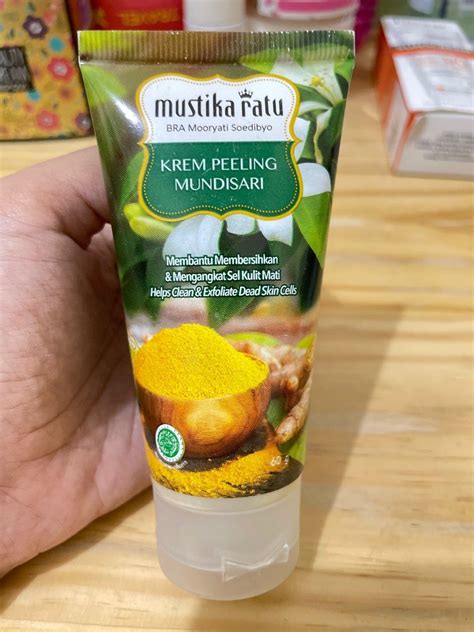 mustika ratu
BRA Mooryati Soedibyo
KREM PEELING
MUNDISARI
Membantu Membersihkan
& Mengangkat Sel Kulit Mati
Helps Clean & Exfoliate Dead Skin Cells